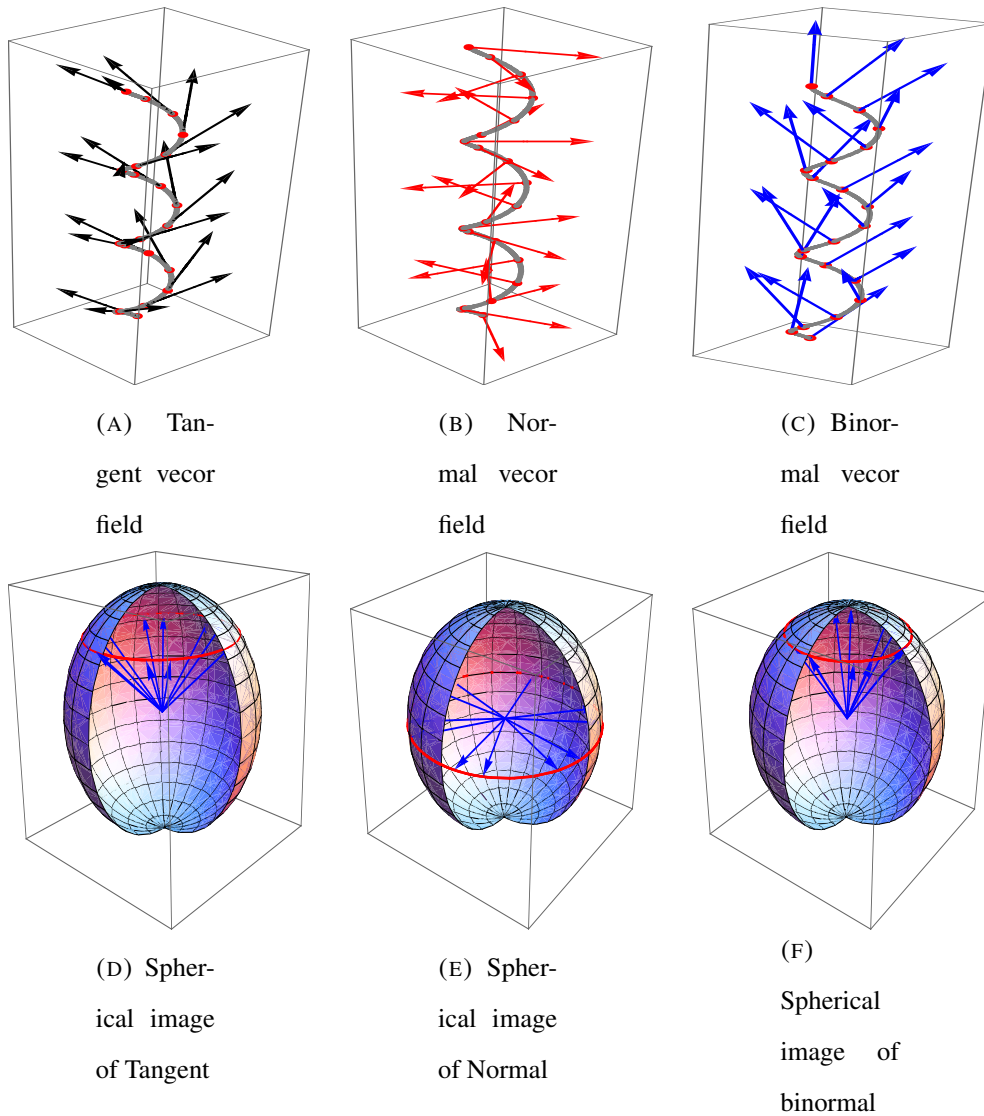 (A) Tan-
gent vecor
field
(B) Nor-
mal vecor
field
(C) Binor-
mal vecor
field
(D) Spher-
ical image
of Tangent
(E) Spher-
ical image
of Normal
(F)
Spherical
image of
binormal